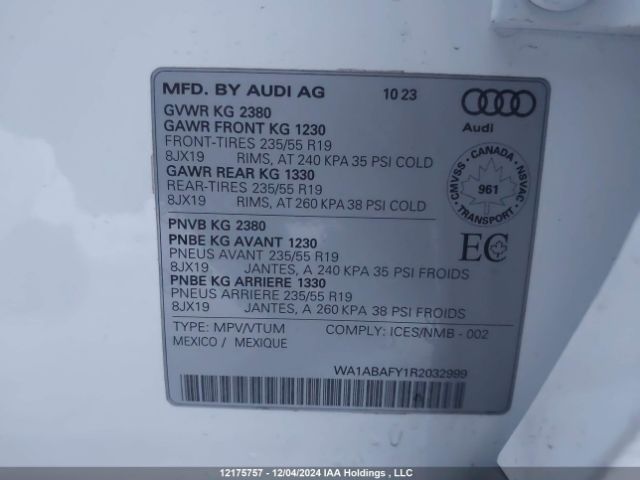 MFD. BY AUDI AG 10 23
GVWR KG 2380
GAWR FRONT KG 1230
FRONT-TIRES 235/55 R19
8JX19 RIMS, AT 240 KPA 35 PSI COLD
GAWR REAR KG 1330
REAR-TIRES 235/55 R19
8JX19 RIMS, AT 260 KPA 38 PSI COLD
Audi
CMVSS - CANADA - NSVAC
961
TRANSPORT
PNVB KG 2380
PNBE KG AVANT 1230
PNEUS AVANT 235/55 R19
8JX19 JANTES, A 240 KPA 35 PSI FROIDS
PNBE KG ARRIERE 1330
PNEUS ARRIERE 235/55 R19
8JX19 JANTES, A 260 KPA 38 PSI FROIDS
EC
TYPE: MPV/VTUM COMPLY: ICES/NMB - 002
MEXICO / MEXIQUE
WA1ABAFY1R2032999
12175757 - 12/04/2024 IAA Holdings , LLC